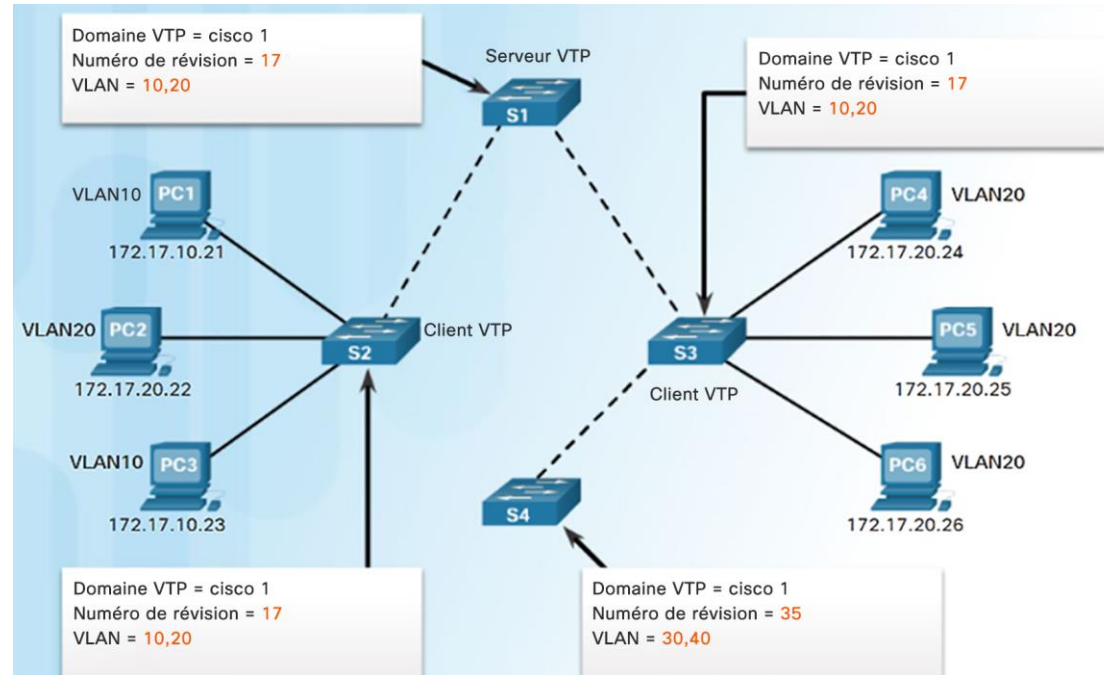 Domaine VTP = cisco 1
Numéro de révision = 17
VLAN = 10,20
Serveur VTP
S1
Domaine VTP = cisco 1
Numéro de révision = 17
VLAN = 10,20
VLAN10
PC1
172.17.10.21
PC4
VLAN20
172.17.20.24
VLAN20
PC2
172.17.20.22
Client VTP
S2
S3
Client VTP
PC5
VLAN20
172.17.20.25
VLAN10
PC3
172.17.10.23
S4
PC6
VLAN20
172.17.20.26
Domaine VTP = cisco 1
Numéro de révision = 17
VLAN = 10,20
Domaine VTP = cisco 1
Numéro de révision = 35
VLAN = 30,40